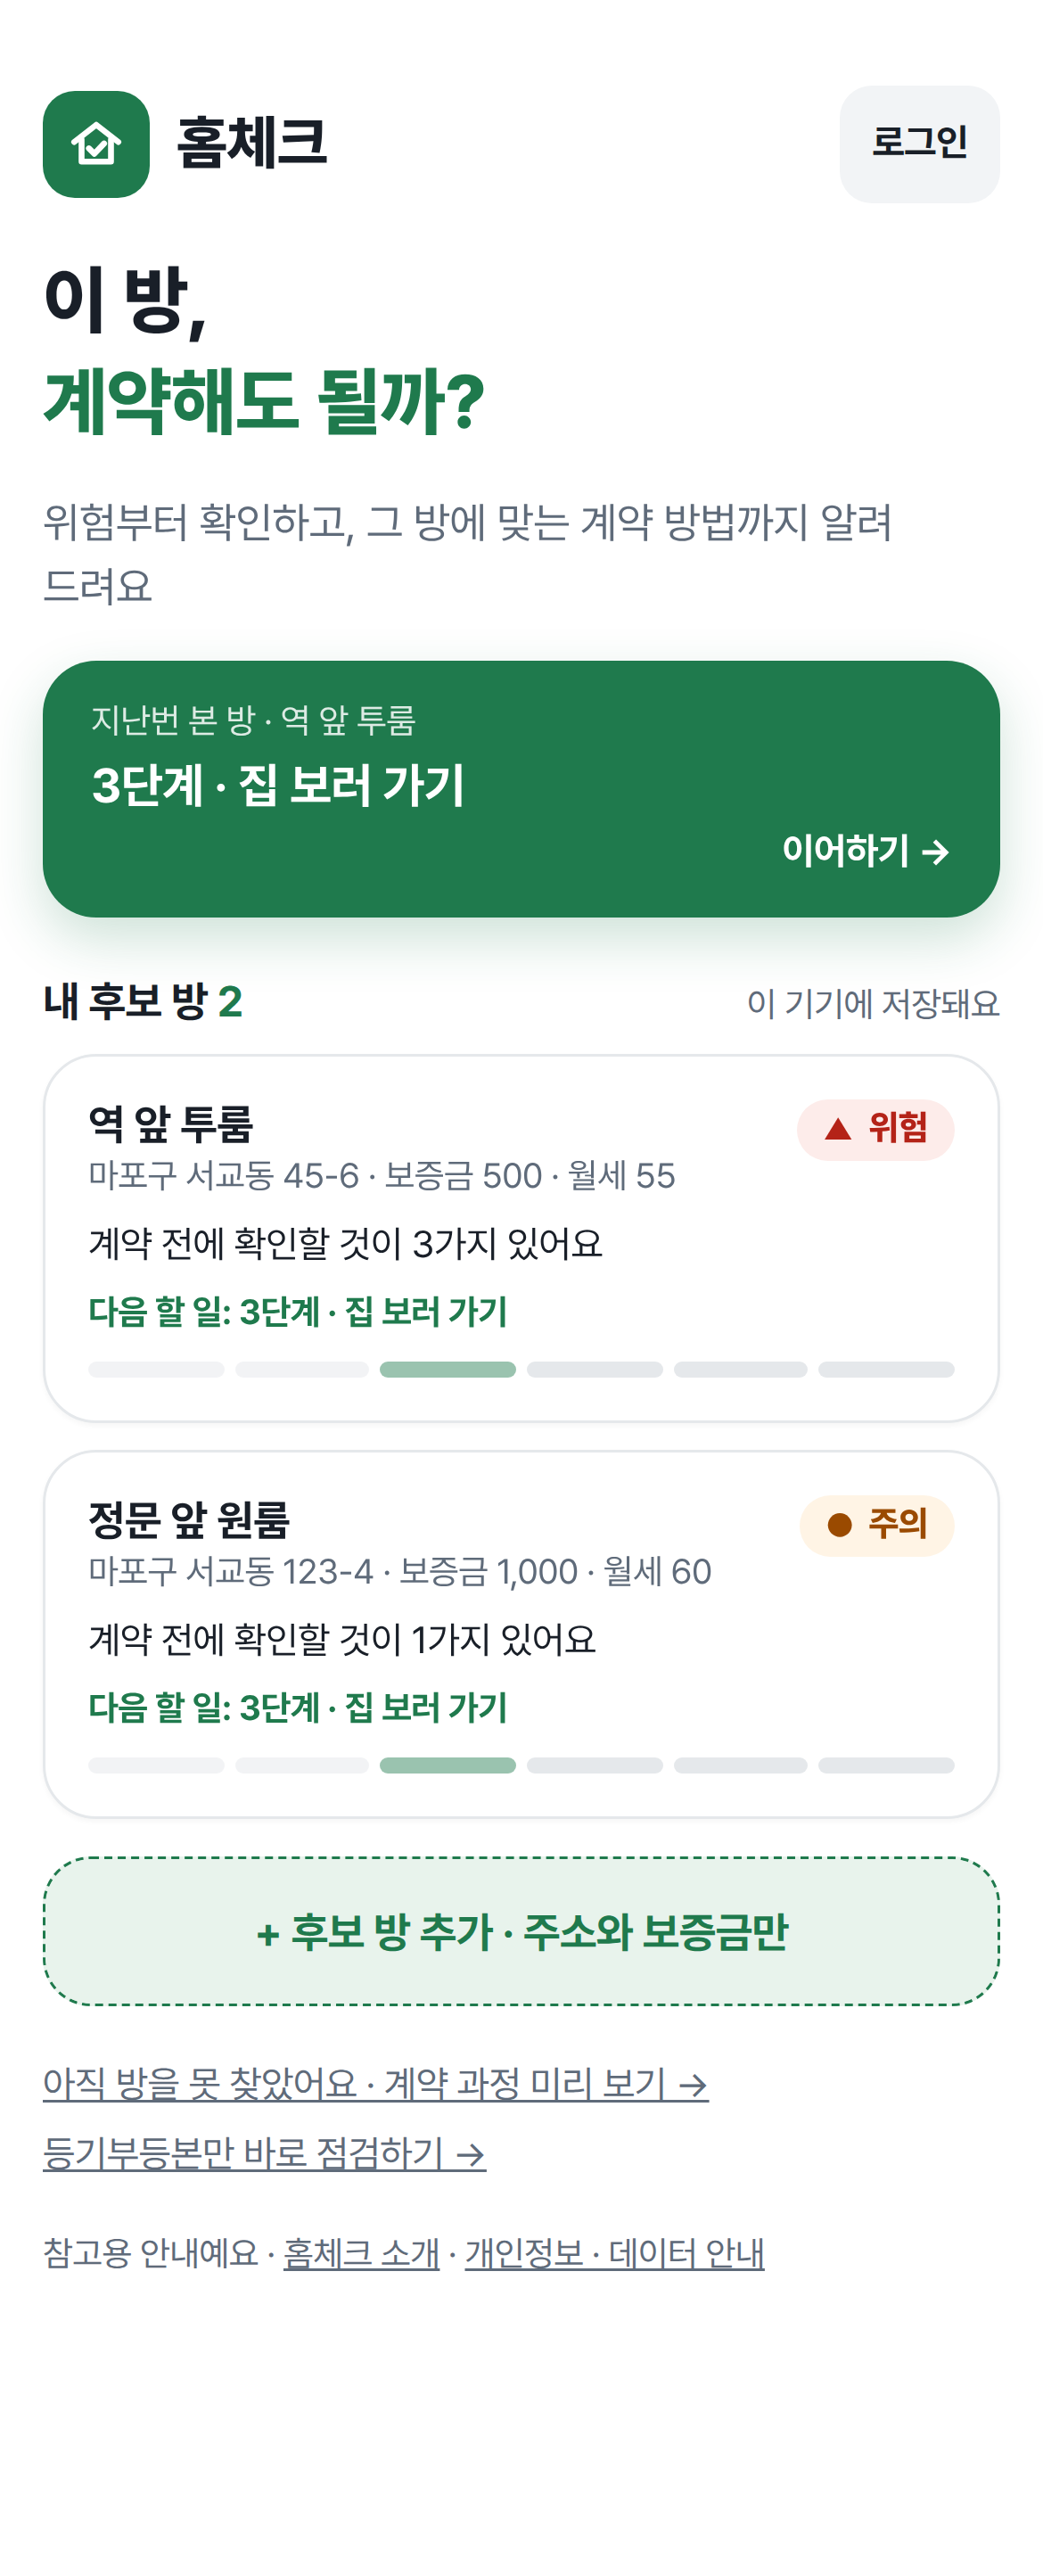 홈체크
로그인
이 방,
계약해도 될까?
위험부터 확인하고, 그 방에 맞는 계약 방법까지 알려
드려요
지난번 본 방 · 역 앞 투룸
3단계 · 집 보러 가기
이어하기 →
내 후보 방 2
이 기기에 저장돼요
역 앞 투룸
▲ 위험
마포구 서교동 45-6 · 보증금 500 · 월세 55
계약 전에 확인할 것이 3가지 있어요
다음 할 일: 3단계 · 집 보러 가기
정문 앞 원룸
● 주의
마포구 서교동 123-4 · 보증금 1,000 · 월세 60
계약 전에 확인할 것이 1가지 있어요
다음 할 일: 3단계 · 집 보러 가기
+ 후보 방 추가 · 주소와 보증금만
아직 방을 못 찾았어요 · 계약 과정 미리 보기 →
등기부등본만 바로 점검하기 →
참고용 안내예요 · 홈체크 소개 · 개인정보 · 데이터 안내